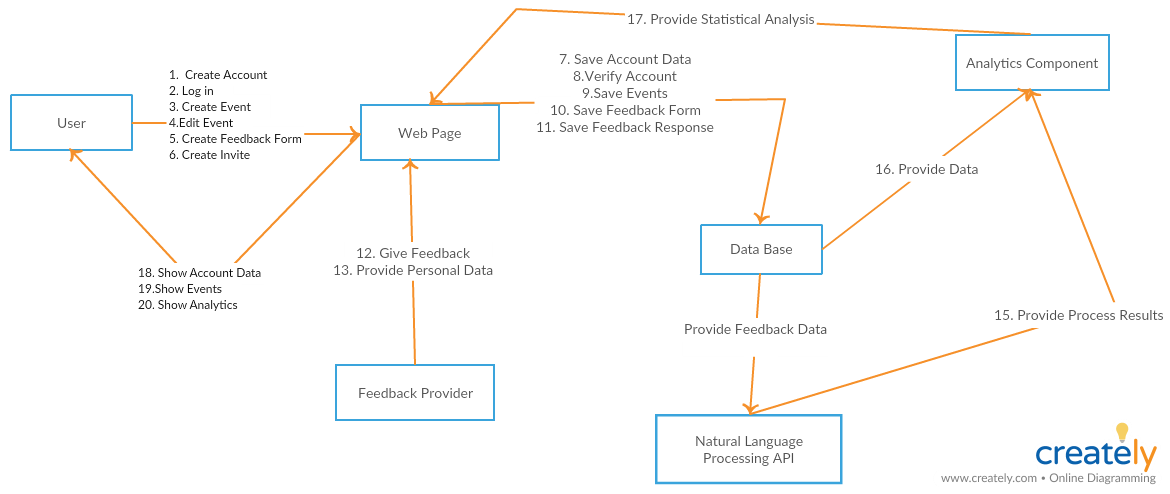 17. Provide Statistical Analysis
Analytics Component
7. Save Account Data
8.Verify Account
9.Save Events
10. Save Feedback Form
11. Save Feedback Response
1. Create Account
2. Log in
3. Create Event
4.Edit Event
5. Create Feedback Form
6. Create Invite
User
Web Page
16. Provide Data
Data Base
12. Give Feedback
13. Provide Personal Data
18. Show Account Data
19.Show Events
20. Show Analytics
15. Provide Process Results
Provide Feedback Data
Feedback Provider
Natural Language
Processing API
creately
www.creately.com • Online Diagramming